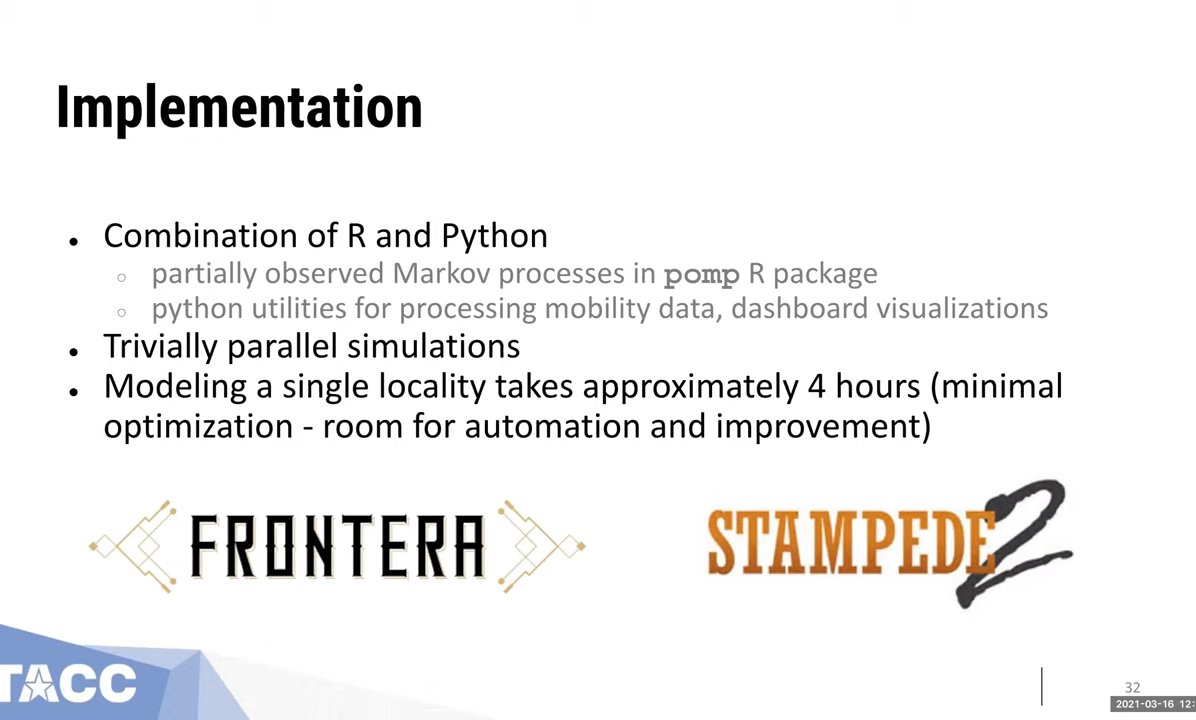 Implementation
● Combination of R and Python
○ partially observed Markov processes in pomp R package
○ python utilities for processing mobility data, dashboard visualizations
● Trivially parallel simulations
● Modeling a single locality takes approximately 4 hours (minimal
optimization - room for automation and improvement)
FRONTERA
STAMPEDE2
TACC
32
2021-03-16 12: